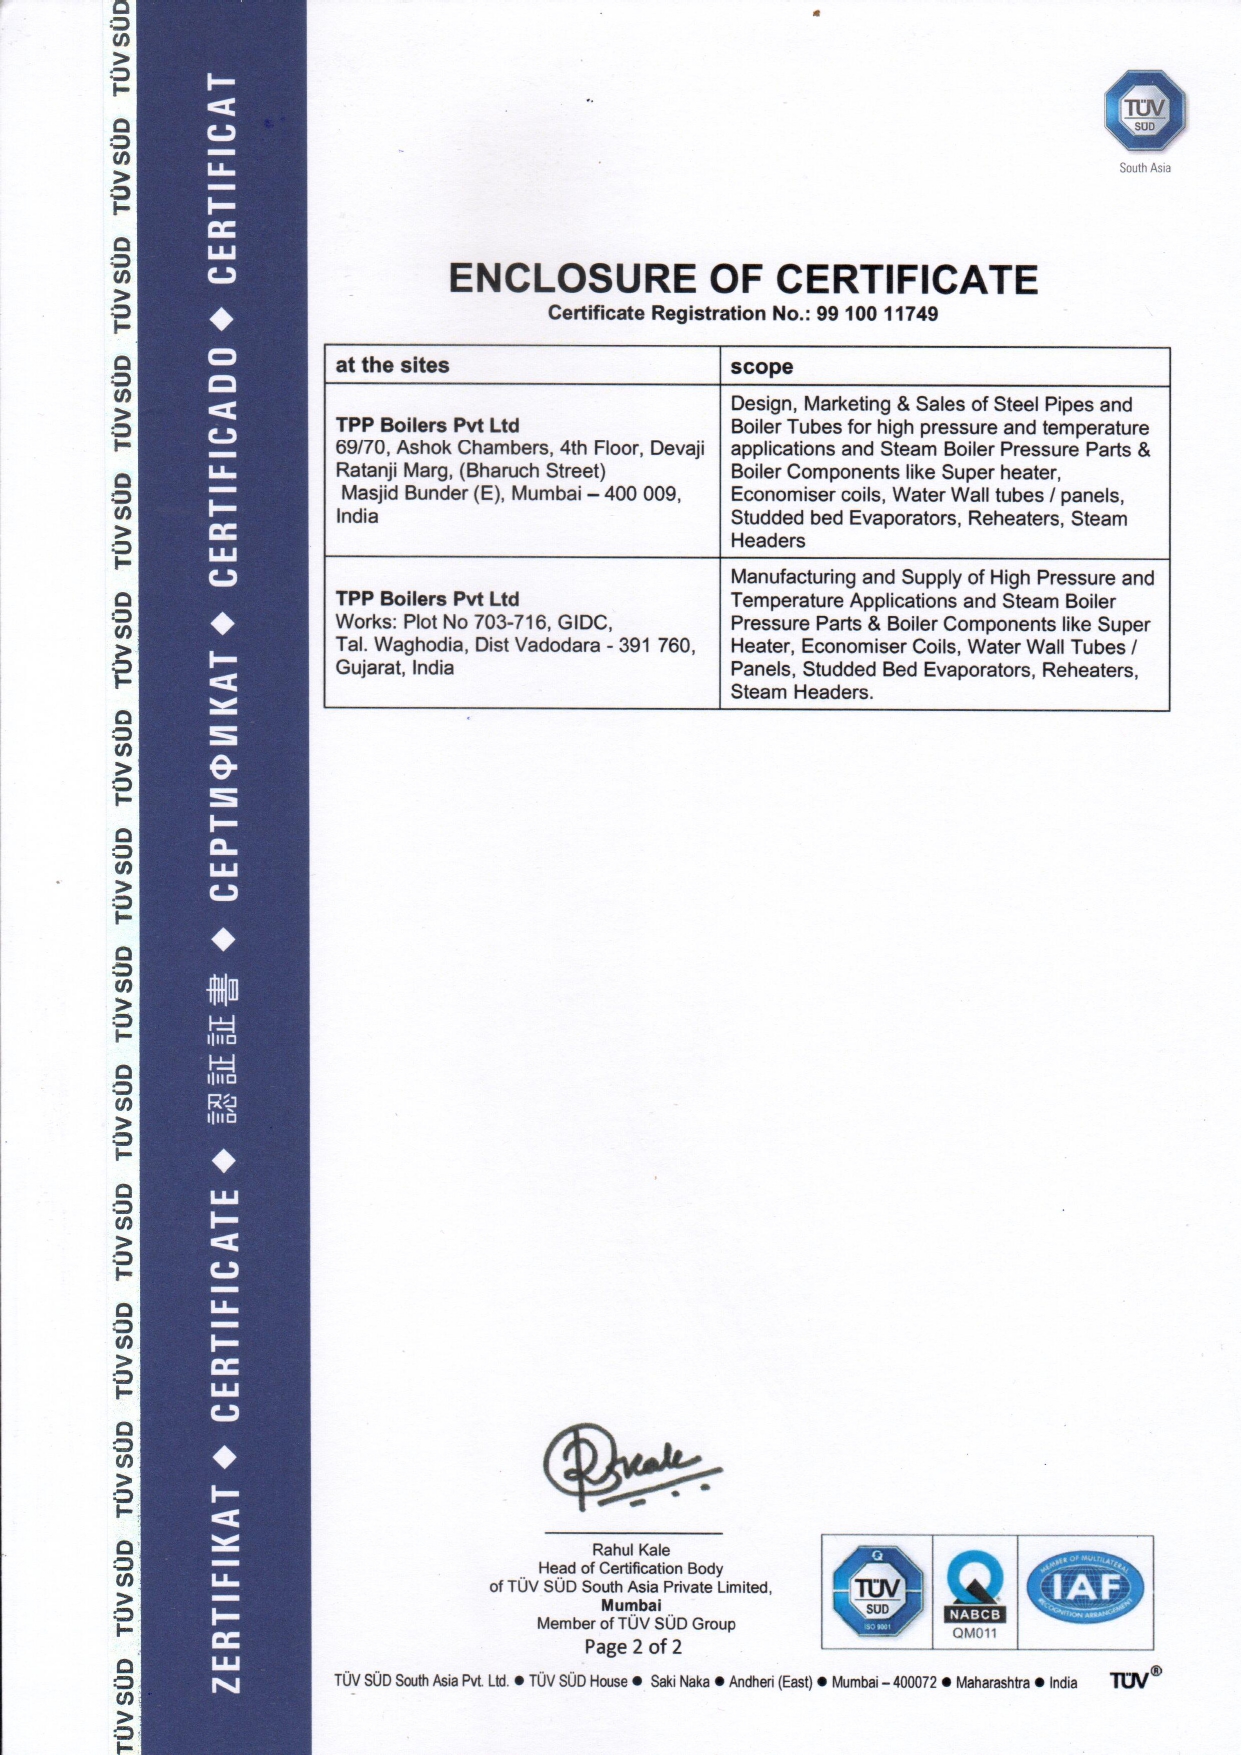 TÜV
SÜD
South Asia
ENCLOSURE OF CERTIFICATE
Certificate Registration No.: 99 100 11749
at the sites
scope
TPP Boilers Pvt Ltd
69/70, Ashok Chambers, 4th Floor, Devaji
Ratanji Marg, (Bharuch Street)
Masjid Bunder (E), Mumbai – 400 009,
India
Design, Marketing & Sales of Steel Pipes and
Boiler Tubes for high pressure and temperature
applications and Steam Boiler Pressure Parts &
Boiler Components like Super heater,
Economiser coils, Water Wall tubes / panels,
Studded bed Evaporators, Reheaters, Steam
Headers
TPP Boilers Pvt Ltd
Works: Plot No 703-716, GIDC,
Tal. Waghodia, Dist Vadodara - 391 760,
Gujarat, India
Manufacturing and Supply of High Pressure and
Temperature Applications and Steam Boiler
Pressure Parts & Boiler Components like Super
Heater, Economiser Coils, Water Wall Tubes /
Panels, Studded Bed Evaporators, Reheaters,
Steam Headers.
Rahul Kale
Head of Certification Body
of TÜV SÜD South Asia Private Limited,
Mumbai
Member of TÜV SÜD Group
Page 2 of 2
TÜV
SÜD
ISO 9001
NABCB
QM011
MEMBER OF MULTILATERAL
IAF
RECOGNITION ARRANGEMENT
TÜV SÜD South Asia Pvt. Ltd. ● TÜV SÜD House ● Saki Naka ● Andheri (East) ● Mumbai – 400072 ● Maharashtra ● India TÜV®
ZERTIFIKAT ◆ CERTIFICATE ◆ 認証証書 ◆ СЕРТИФИКАТ ◆ CERTIFICADO ◆ CERTIFICAT
TÜV SÜD TÜV SÜD TÜV SÜD TÜV SÜD TÜV SÜD TÜV SÜD TÜV SÜD TÜV SÜD TÜV SÜD TÜV SÜD TÜV SÜD TÜV SÜD TÜV SÜD TÜV SÜD TÜV SÜD